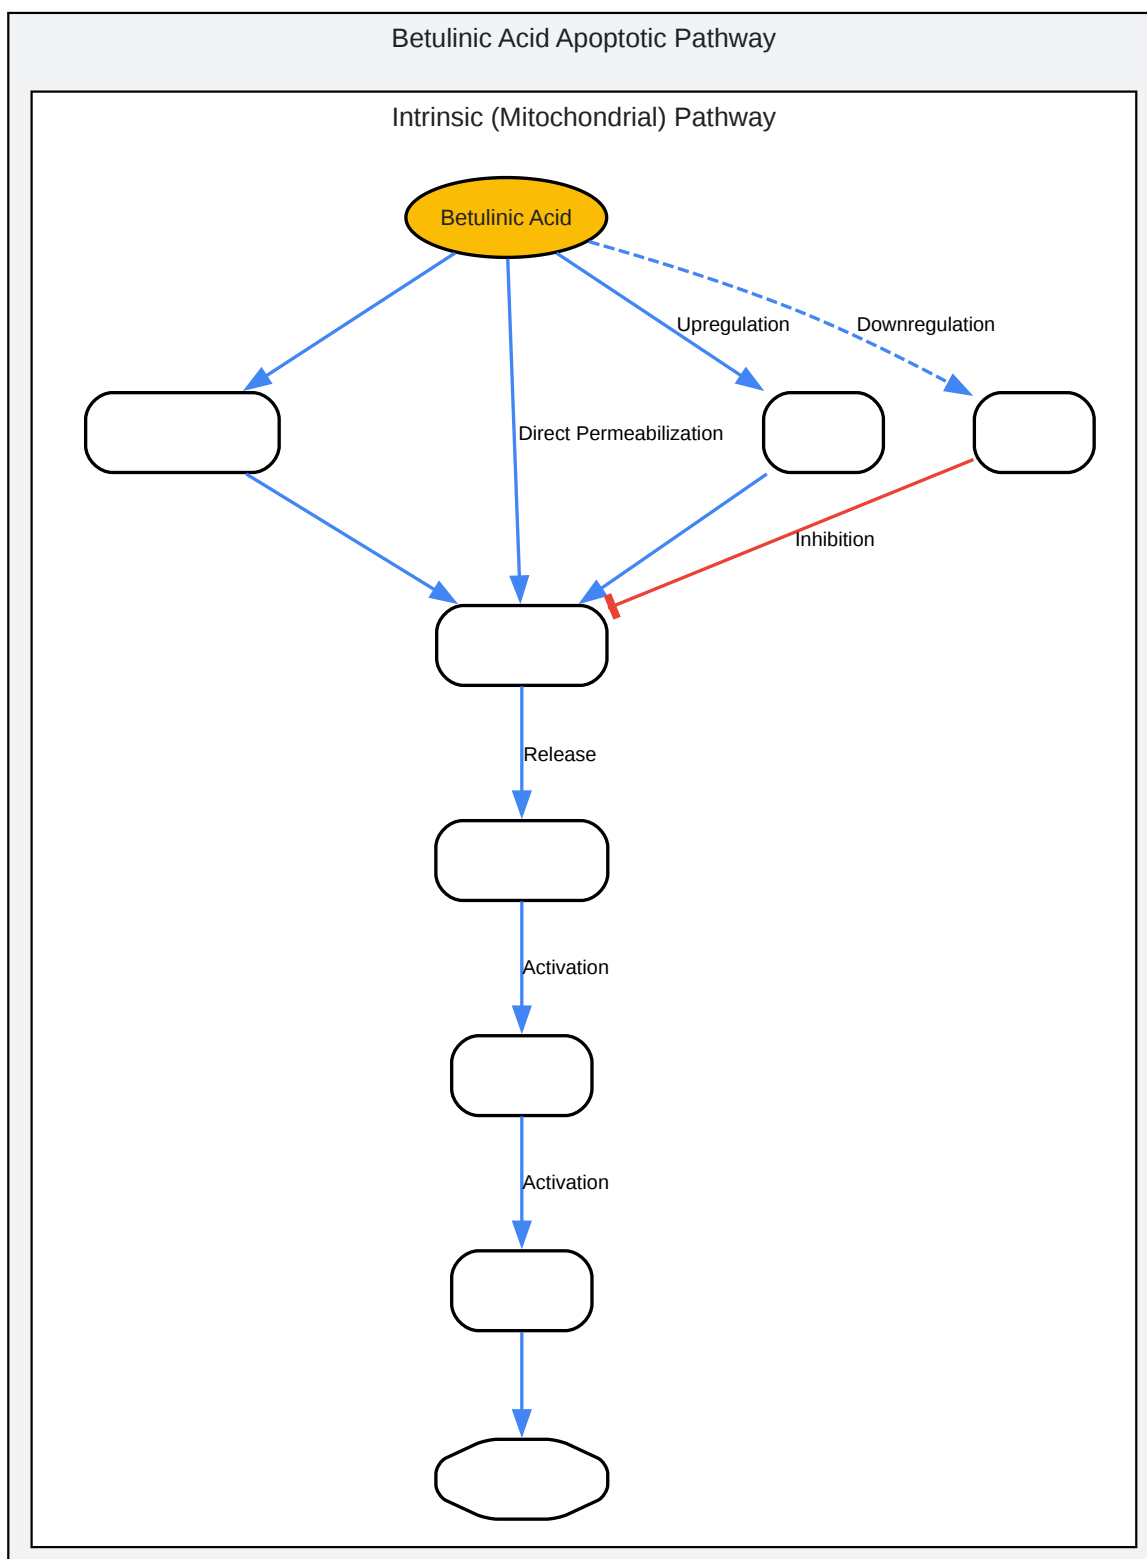 Betulinic Acid Apoptotic Pathway
Intrinsic (Mitochondrial) Pathway
Betulinic Acid
Upregulation
Downregulation
Direct Permeabilization
Inhibition
Release
Activation
Activation